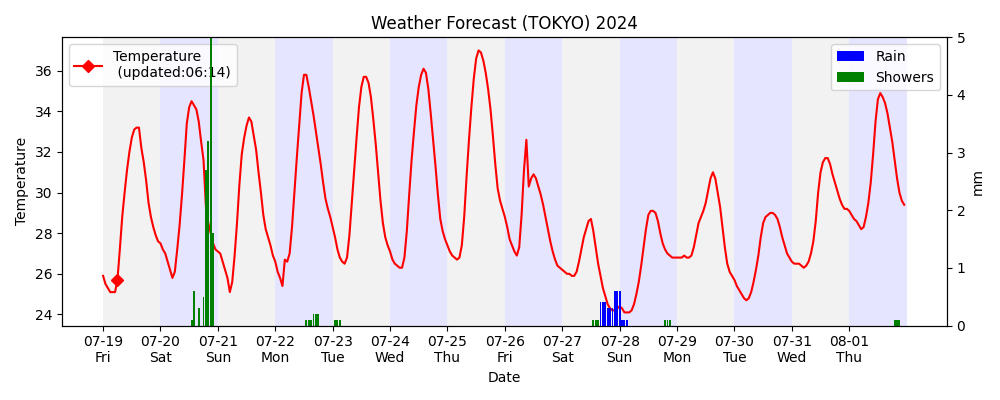 Weather Forecast (TOKYO) 2024
Temperature
(updated:06:14)
Rain
Showers
Temperature
36
34
32
30
28
26
24
5
4
3
2
1
0
mm
07-19 07-20 07-21 07-22 07-23 07-24 07-25 07-26 07-27 07-28 07-29 07-30 07-31 08-01
Fri Sat Sun Mon Tue Wed Thu Fri Sat Sun Mon Tue Wed Thu
Date